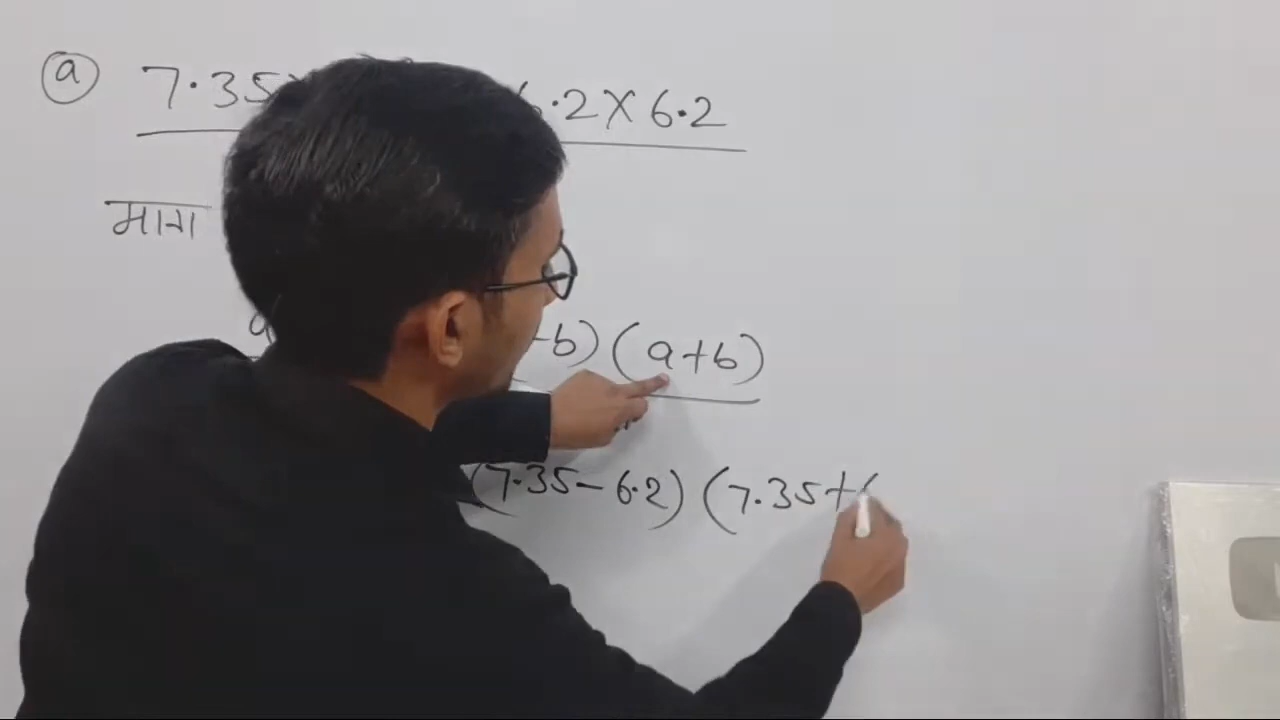 (a) 7.35 6.2 X 6.2
माना
a -b) (a+b)
(7.35 - 6.2) (7.35 +